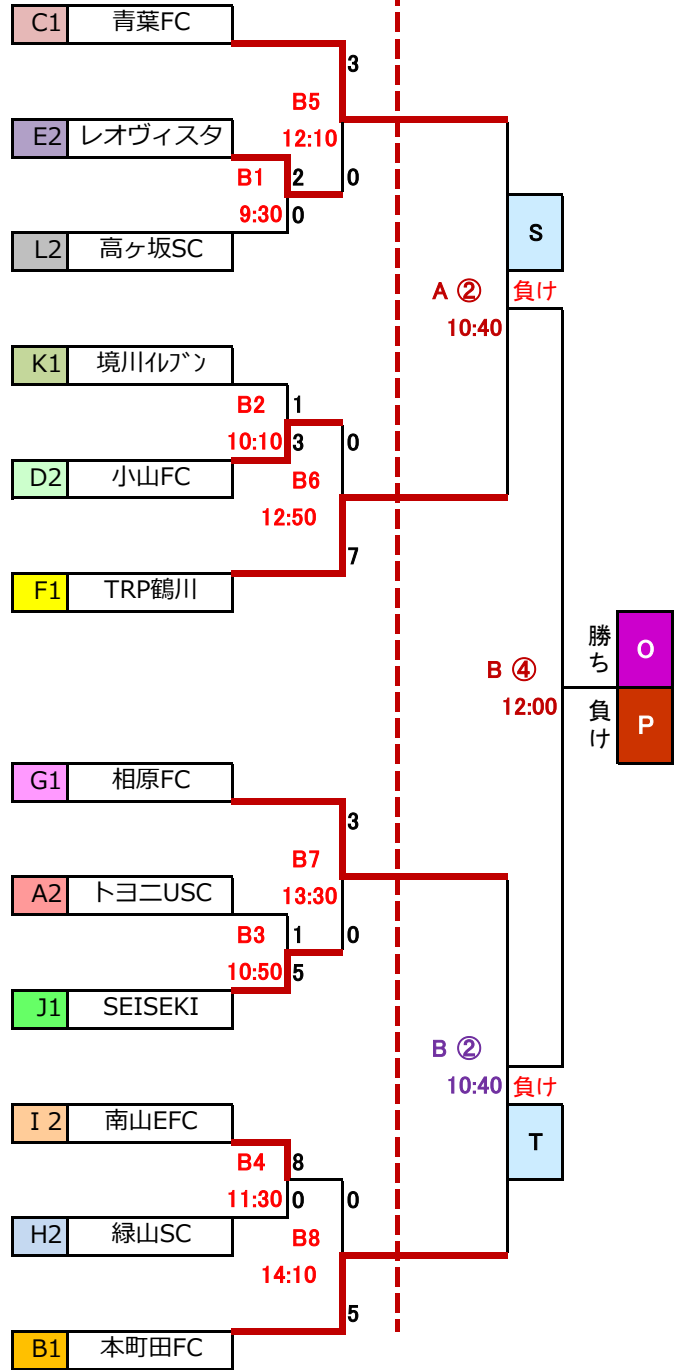 C1 青葉FC
3
B5
12:10
E2 レオヴィスタ
B1 2 0
9:30 0
L2 高ヶ坂SC
S
A ② 負け
10:40
K1 境川ｲﾚﾌﾞﾝ
B2 1
10:10 3 0
D2 小山FC
B6
12:50
7
F1 TRP鶴川
勝ち O
B ④
12:00
負け P
G1 相原FC
3
B7
13:30
A2 トヨニUSC
B3 1 0
10:50 5
J1 SEISEKI
B ②
10:40 負け
T
I 2 南山EFC
B4 8
11:30 0 0
H2 緑山SC
B8
14:10
5
B1 本町田FC